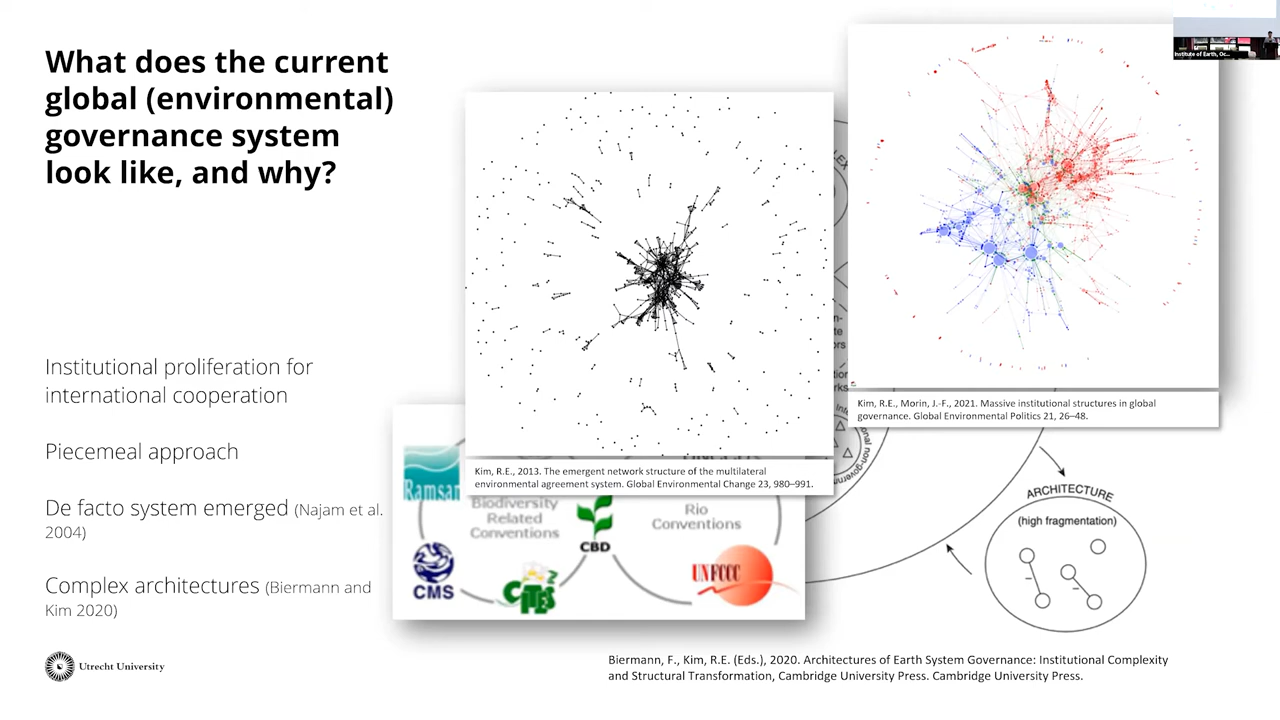 What does the current
global (environmental)
governance system
look like, and why?
Institutional proliferation for
international cooperation
Piecemeal approach
De facto system emerged (Najam et al.
2004)
Complex architectures (Biermann and
Kim 2020)
Utrecht University
Kim, R.E., 2013. The emergent network structure of the multilateral
environmental agreement system. Global Environmental Change 23, 980–991.
Ramsar
Biodiversity
Related
Conventions
CBD
Rio
Conventions
CMS
CITES
UNFCCC
Institute of Earth, Oc...
Kim, R.E., Morin, J.-F., 2021. Massive institutional structures in global
governance. Global Environmental Politics 21, 26–48.
ARCHITECTURE
(high fragmentation)
Biermann, F., Kim, R.E. (Eds.), 2020. Architectures of Earth System Governance: Institutional Complexity
and Structural Transformation, Cambridge University Press. Cambridge University Press.